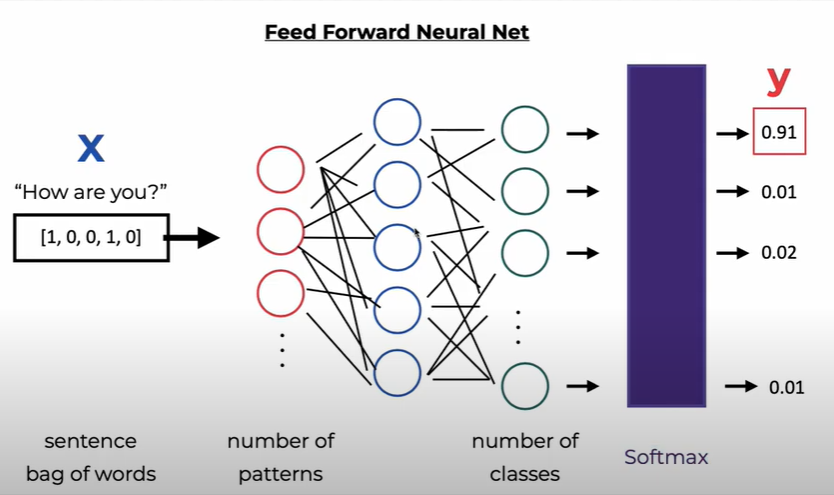 Feed Forward Neural Net
X
“How are you?”
[1, 0, 0, 1, 0]
y
0.91
0.01
0.02
0.01
sentence
bag of words
number of
patterns
number of
classes
Softmax